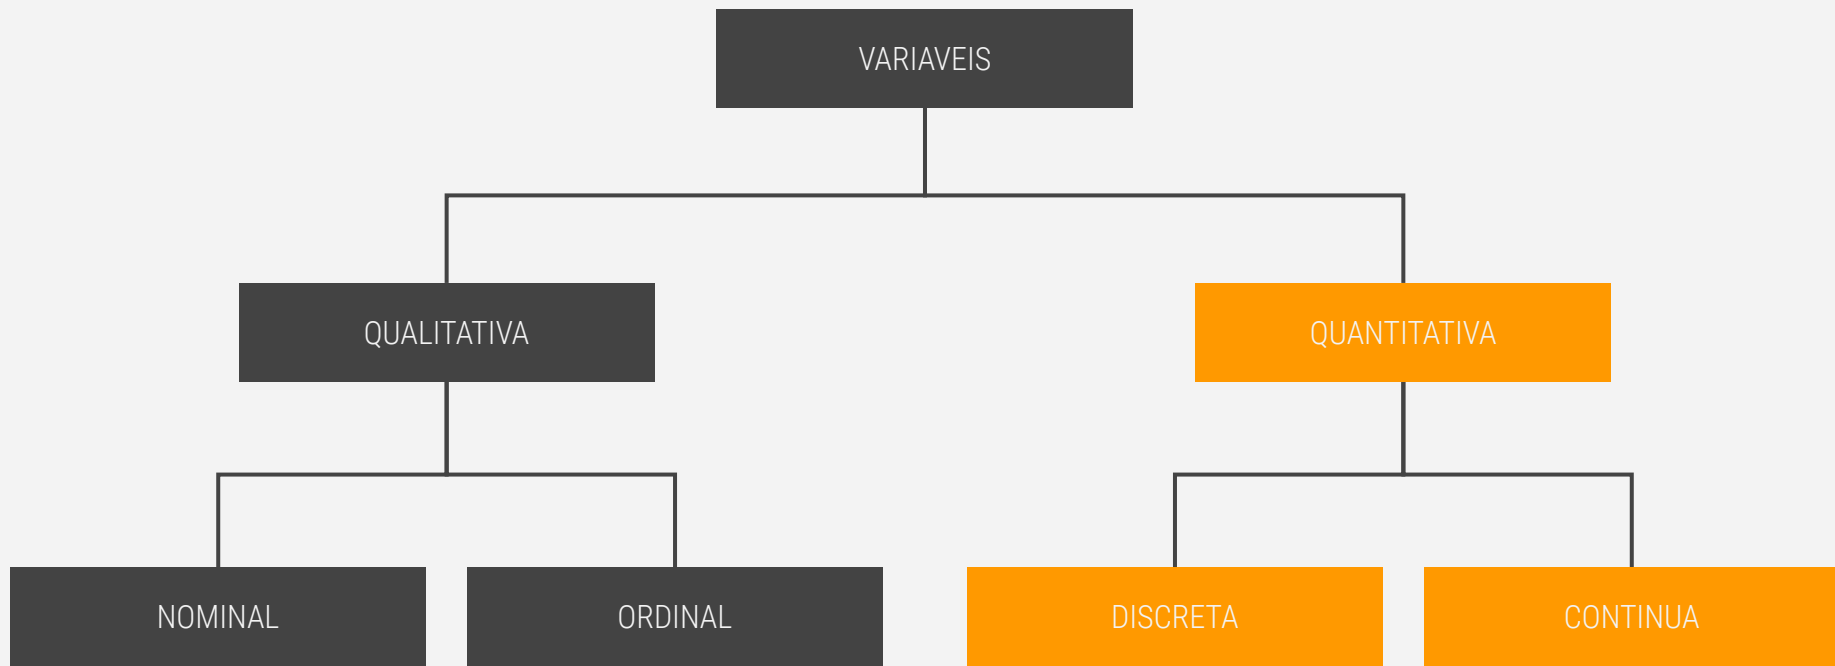 VARIAVEIS
QUALITATIVA
QUANTITATIVA
NOMINAL
ORDINAL
DISCRETA
CONTINUA